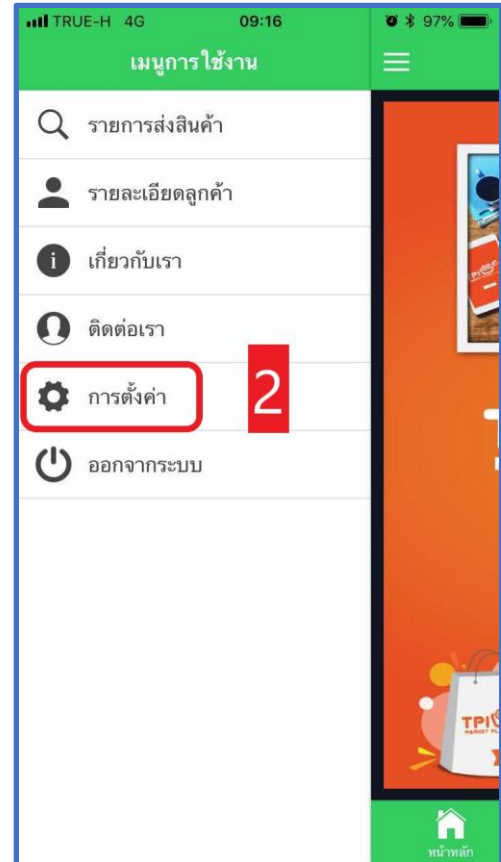 TRUE-H 4G 09:16 97%
เมนูการใช้งาน
รายการส่งสินค้า
รายละเอียดลูกค้า
เกี่ยวกับเรา
ติดต่อเรา
การตั้งค่า
2
ออกจากระบบ
TPI
MARKET PL
หน้าหลัก